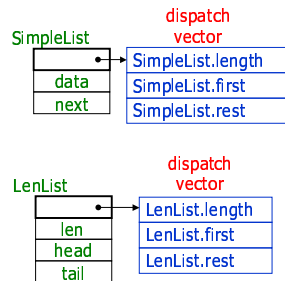 dispatch
vector
SimpleList
SimpleList.length
data
SimpleList.first
next
SimpleList.rest
dispatch
vector
LenList
LenList.length
len
LenList.first
head
LenList.rest
tail